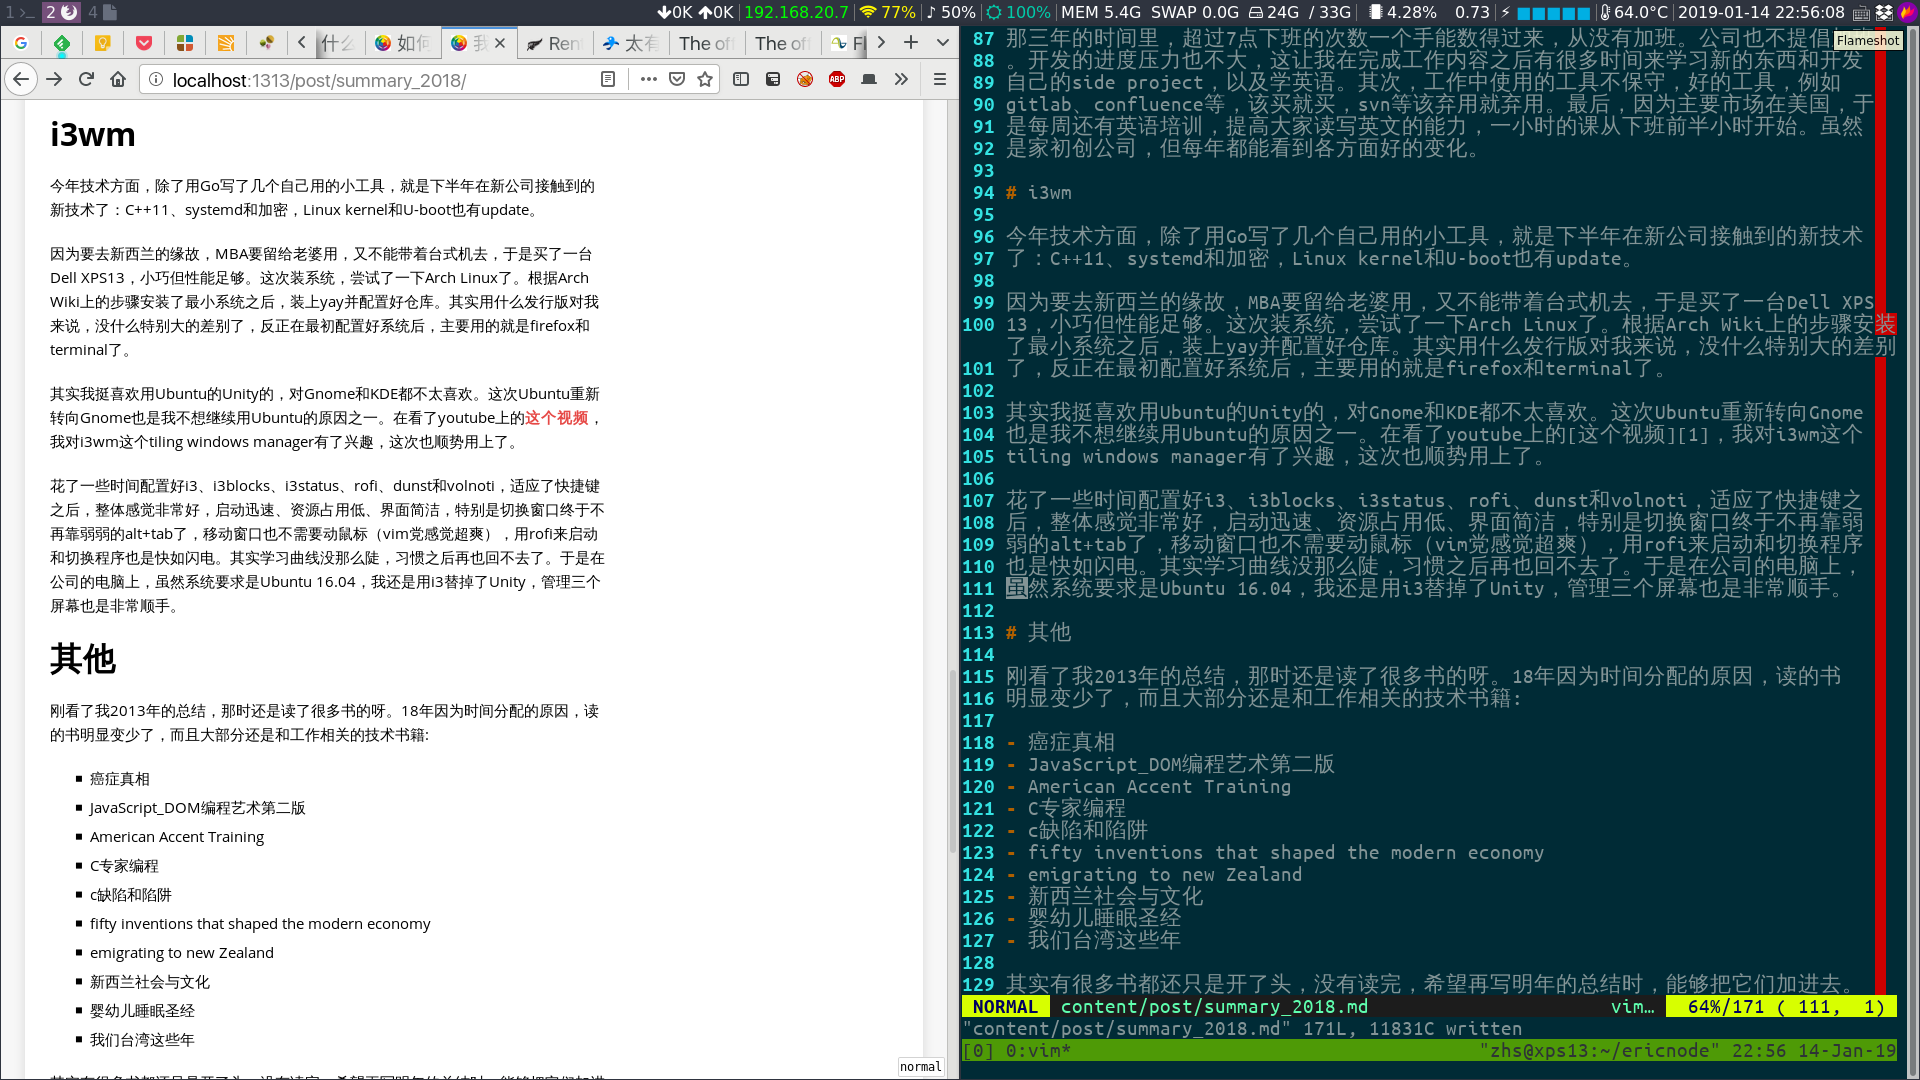 1 2 4 0K 0K 192.168.20.7 77% 50% 100% MEM 5.4G SWAP 0.0G 24G / 33G 4.28% 0.73 64.0°C 2019-01-14 22:56:08
Flameshot
什么 如何 我 Ren 太有 The off The off Fl
localhost:1313/post/summary_2018/
ABP
i3wm
今年技术方面，除了用Go写了几个自己用的小工具，就是下半年在新公司接触到的
新技术了：C++11、systemd和加密，Linux kernel和U-boot也有update。
因为要去新西兰的缘故，MBA要留给老婆用，又不能带着台式机去，于是买了一台
Dell XPS13，小巧但性能足够。这次装系统，尝试了一下Arch Linux了。根据Arch
Wiki上的步骤安装了最小系统之后，装上yay并配置好仓库。其实用什么发行版对我
来说，没什么特别大的差别了，反正在最初配置好系统后，主要用的就是firefox和
terminal了。
其实我挺喜欢用Ubuntu的Unity的，对Gnome和KDE都不太喜欢。这次Ubuntu重新
转向Gnome也是我不想继续用Ubuntu的原因之一。在看了youtube上的这个视频，
我对i3wm这个tiling windows manager有了兴趣，这次也顺势用上了。
花了一些时间配置好i3、i3blocks、i3status、rofi、dunst和volnoti，适应了快捷键
之后，整体感觉非常好，启动迅速、资源占用低、界面简洁，特别是切换窗口终于不
再靠弱弱的alt+tab了，移动窗口也不需要动鼠标（vim党感觉超爽），用rofi来启动
和切换程序也是快如闪电。其实学习曲线没那么陡，习惯之后再也回不去了。于是在
公司的电脑上，虽然系统要求是Ubuntu 16.04，我还是用i3替掉了Unity，管理三个
屏幕也是非常顺手。
其他
刚看了我2013年的总结，那时还是读了很多书的呀。18年因为时间分配的原因，读
的书明显变少了，而且大部分还是和工作相关的技术书籍:
癌症真相
JavaScript_DOM编程艺术第二版
American Accent Training
C专家编程
c缺陷和陷阱
fifty inventions that shaped the modern economy
emigrating to new Zealand
新西兰社会与文化
婴幼儿睡眠圣经
我们台湾这些年
其实有很多书都还只是开了头，没有读完，希望再写明年的总结时，能够把它们加进
normal
87 那三年的时间里，超过7点下班的次数一个手能数得过来，从没有加班。公司也不提倡
88 。开发的进度压力也不大，这让我在完成工作内容之后有很多时间来学习新的东西和开发
89 自己的side project，以及学英语。其次，工作中使用的工具不保守，好的工具，例如
90 gitlab、confluence等，该买就买，svn等该弃用就弃用。最后，因为主要市场在美国，于
91 是每周还有英语培训，提高大家读写英文的能力，一小时的课从下班前半小时开始。虽然
92 是家初创公司，但每年都能看到各方面好的变化。
93
94 # i3wm
95
96 今年技术方面，除了用Go写了几个自己用的小工具，就是下半年在新公司接触到的新技术
97 了：C++11、systemd和加密，Linux kernel和U-boot也有update。
98
99 因为要去新西兰的缘故，MBA要留给老婆用，又不能带着台式机去，于是买了一台Dell XPS
100 13，小巧但性能足够。这次装系统，尝试了一下Arch Linux了。根据Arch Wiki上的步骤安装
了最小系统之后，装上yay并配置好仓库。其实用什么发行版对我来说，没什么特别大的差别
101 了，反正在最初配置好系统后，主要用的就是firefox和terminal了。
102
103 其实我挺喜欢用Ubuntu的Unity的，对Gnome和KDE都不太喜欢。这次Ubuntu重新转向Gnome
104 也是我不想继续用Ubuntu的原因之一。在看了youtube上的[这个视频][1]，我对i3wm这个
105 tiling windows manager有了兴趣，这次也顺势用上了。
106
107 花了一些时间配置好i3、i3blocks、i3status、rofi、dunst和volnoti，适应了快捷键之
108 后，整体感觉非常好，启动迅速、资源占用低、界面简洁，特别是切换窗口终于不再靠弱
109 弱的alt+tab了，移动窗口也不需要动鼠标（vim党感觉超爽），用rofi来启动和切换程序
110 也是快如闪电。其实学习曲线没那么陡，习惯之后再也回不去了。于是在公司的电脑上，
111 虽然系统要求是Ubuntu 16.04，我还是用i3替掉了Unity，管理三个屏幕也是非常顺手。
112
113 # 其他
114
115 刚看了我2013年的总结，那时还是读了很多书的呀。18年因为时间分配的原因，读的书
116 明显变少了，而且大部分还是和工作相关的技术书籍:
117
118 - 癌症真相
119 - JavaScript_DOM编程艺术第二版
120 - American Accent Training
121 - C专家编程
122 - c缺陷和陷阱
123 - fifty inventions that shaped the modern economy
124 - emigrating to new Zealand
125 - 新西兰社会与文化
126 - 婴幼儿睡眠圣经
127 - 我们台湾这些年
128
129 其实有很多书都还只是开了头，没有读完，希望再写明年的总结时，能够把它们加进去。
NORMAL content/post/summary_2018.md vim… 64%/171 ( 111, 1)
"content/post/summary_2018.md" 171L, 11831C written
[0] 0:vim* "zhs@xps13:~/ericnode" 22:56 14-Jan-19